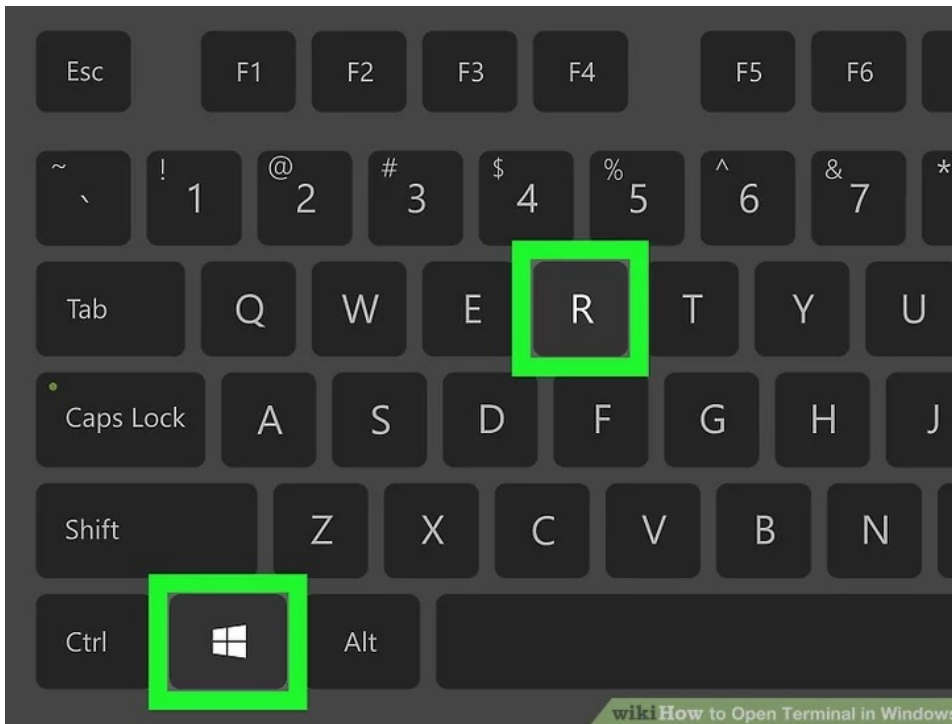 Esc F1 F2 F3 F4 F5 F6
~ ` ! 1 @ 2 # 3 $ 4 % 5 ^ 6 & 7 *
Tab Q W E R T Y U
Caps Lock A S D F G H J
Shift Z X C V B N
Ctrl Alt
wikiHow to Open Terminal in Windows